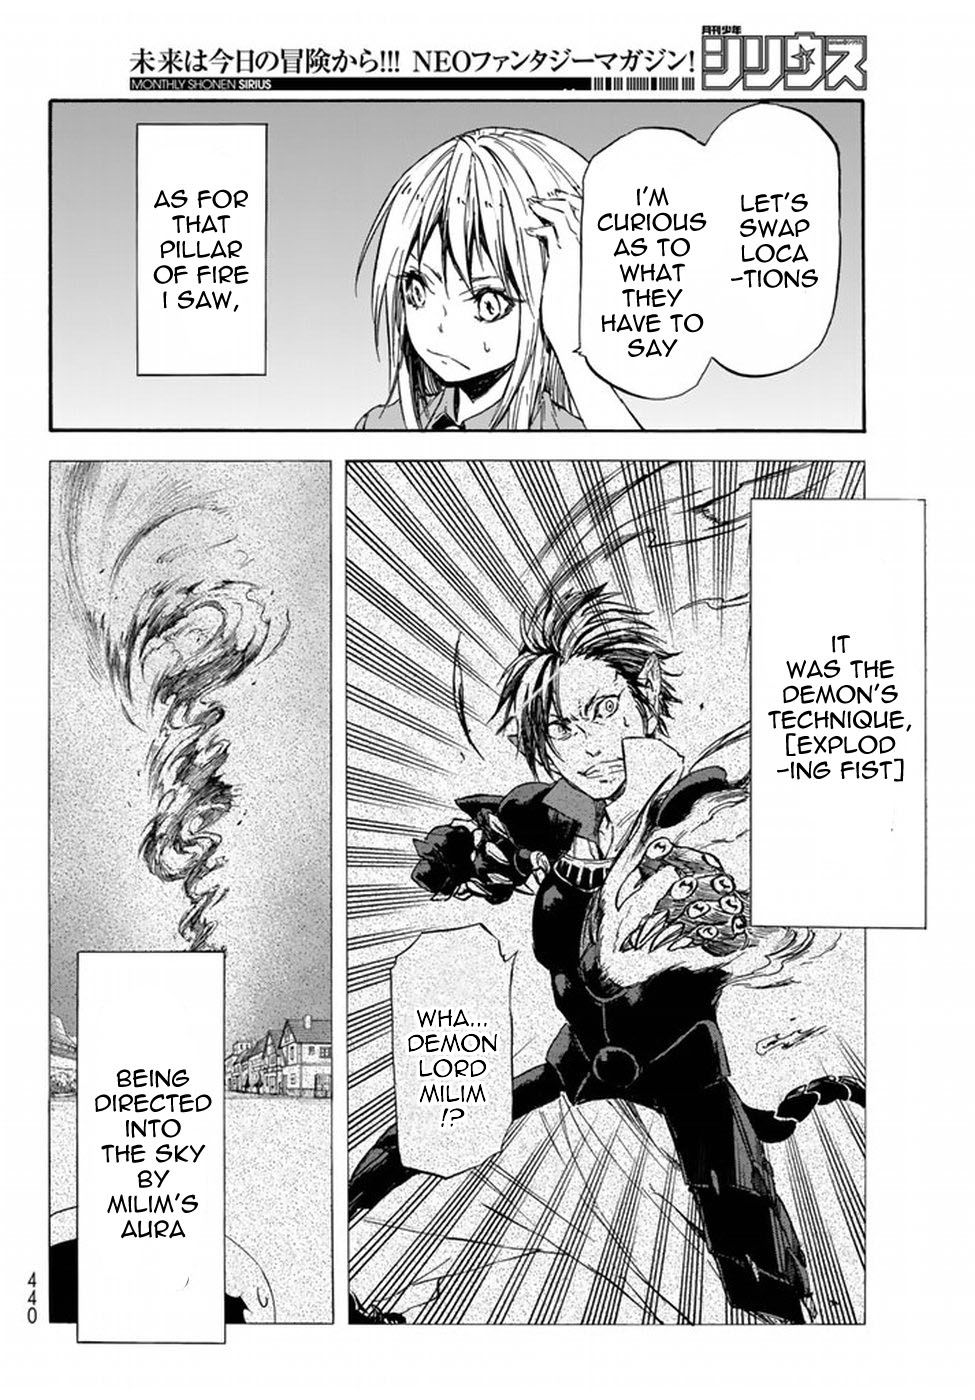 未来は今日の冒険から!!! NEOファンタジーマガジン!
月刊少年
シリウス
MONTHLY SHONEN SIRIUS
LET'S
SWAP
LOCA
-TIONS
I'M
CURIOUS
AS TO
WHAT
THEY
HAVE TO
SAY
AS FOR
THAT
PILLAR
OF FIRE
I SAW,
IT
WAS THE
DEMON'S
TECHNIQUE,
[EXPLOD
-ING FIST]
WHA...
DEMON
LORD
MILIM
!?
BEING
DIRECTED
INTO
THE SKY
BY
MILIM'S
AURA
440